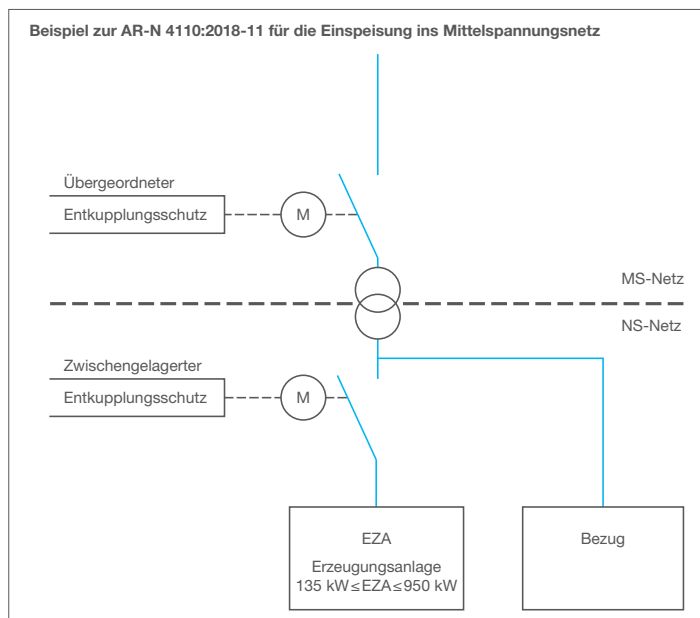 Beispiel zur AR-N 4110:2018-11 für die Einspeisung ins Mittelspannungsnetz
Übergeordneter
Entkupplungsschutz
M
MS-Netz
NS-Netz
Zwischengelagerter
Entkupplungsschutz
M
EZA
Erzeugungsanlage
135 kW≤EZA≤950 kW
Bezug